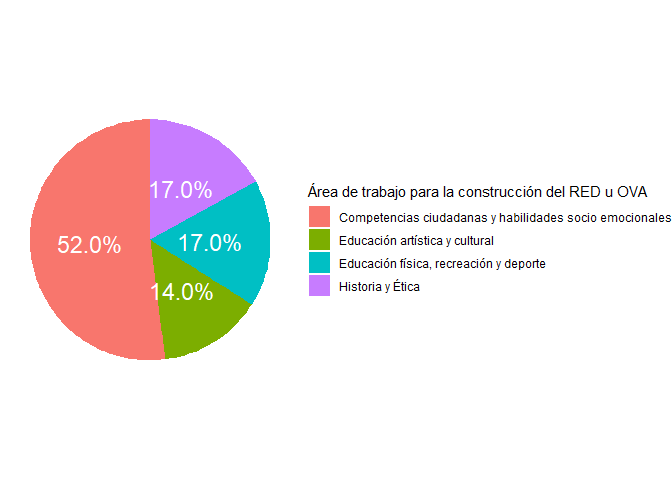 17.0%
52.0%
17.0%
14.0%
Área de trabajo para la construcción del RED u OVA
Competencias ciudadanas y habilidades socio emocionales
Educación artística y cultural
Educación física, recreación y deporte
Historia y Ética